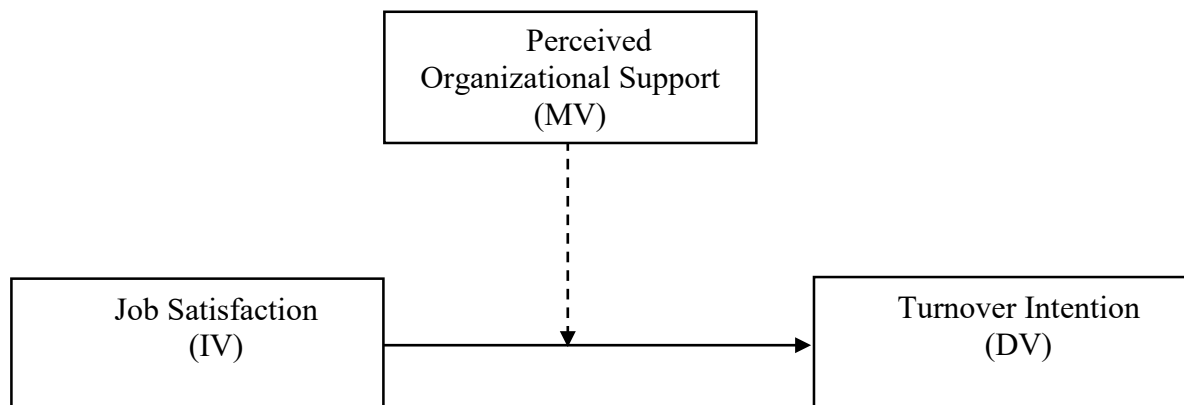 Perceived
Organizational Support
(MV)
Job Satisfaction
(IV)
Turnover Intention
(DV)